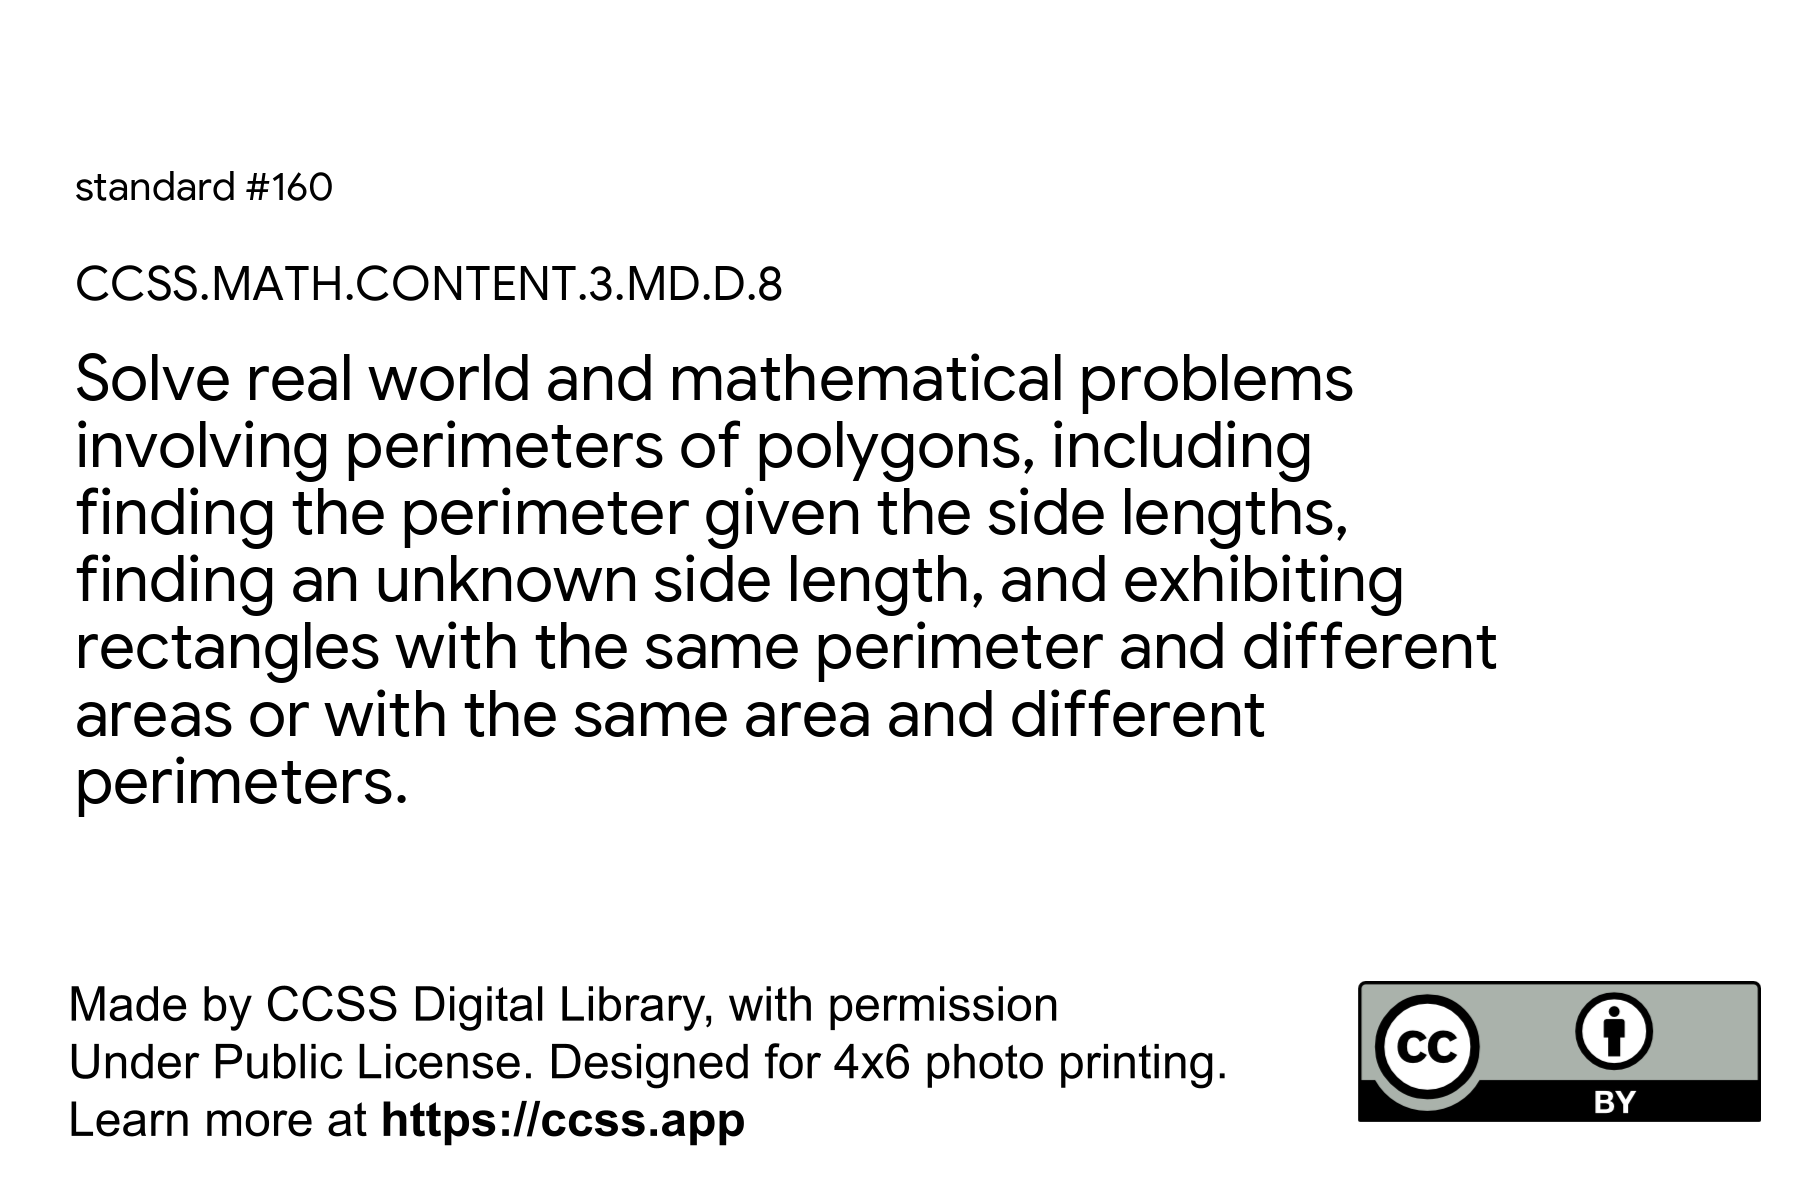 standard #160
CCSS.MATH.CONTENT.3.MD.D.8
Solve real world and mathematical problems
involving perimeters of polygons, including
finding the perimeter given the side lengths,
finding an unknown side length, and exhibiting
rectangles with the same perimeter and different
areas or with the same area and different
perimeters.
Made by CCSS Digital Library, with permission
Under Public License. Designed for 4x6 photo printing.
Learn more at https://ccss.app
CC
BY